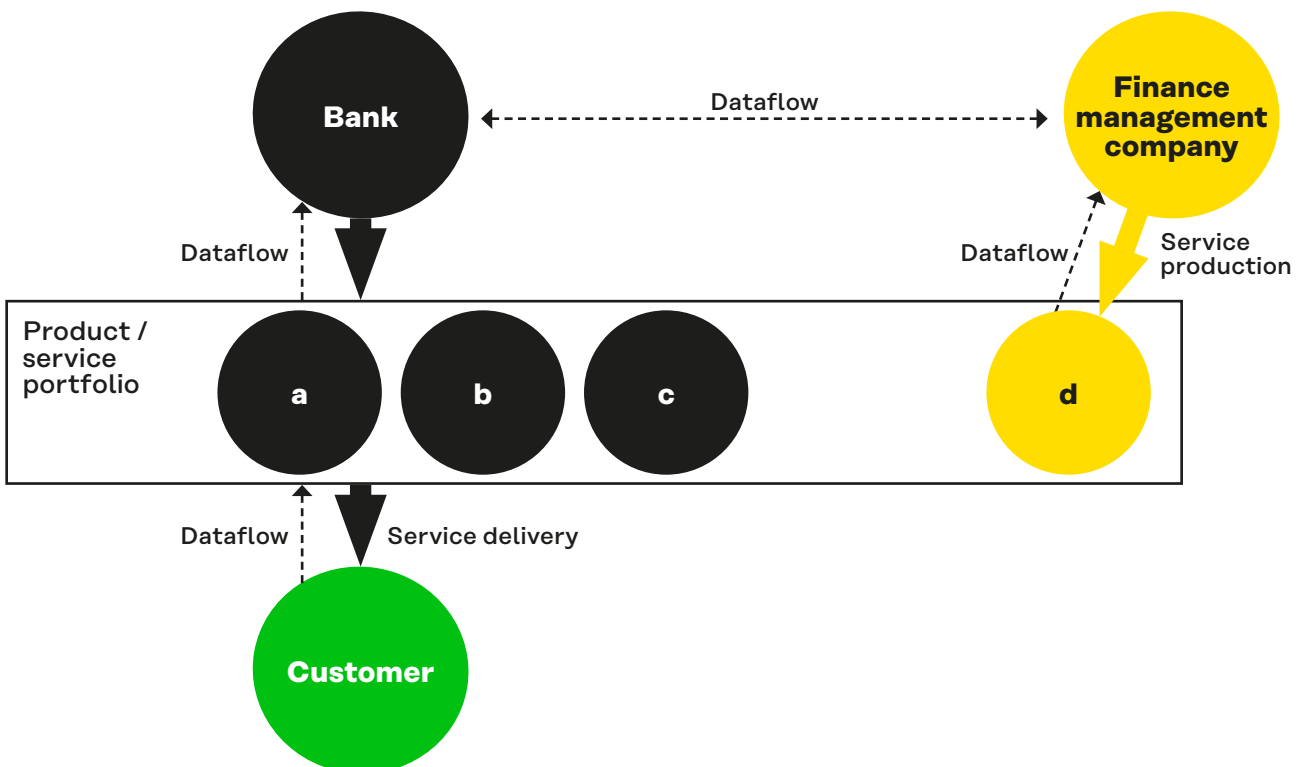 Bank
Dataflow
Finance
management
company
Dataflow
Dataflow
Service
production
Product /
service
portfolio
a
b
c
d
Dataflow
Service delivery
Customer